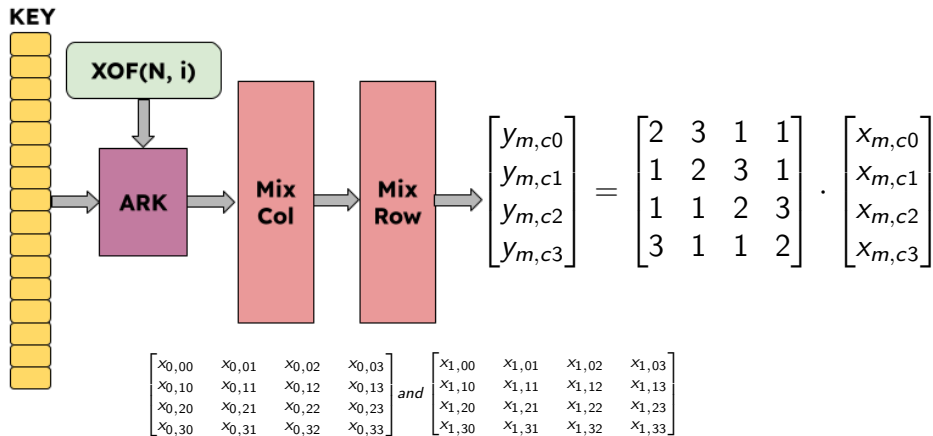 KEY
XOF(N, i)
ARK
Mix
Col
Mix
Row
[y_{m,c0}] = [2 3 1 1] · [x_{m,c0}]
[y_{m,c1}] [1 2 3 1] [x_{m,c1}]
[y_{m,c2}] [1 1 2 3] [x_{m,c2}]
[y_{m,c3}] [3 1 1 2] [x_{m,c3}]
[x_{0,00} x_{0,01} x_{0,02} x_{0,03}] and [x_{1,00} x_{1,01} x_{1,02} x_{1,03}]
[x_{0,10} x_{0,11} x_{0,12} x_{0,13}] [x_{1,10} x_{1,11} x_{1,12} x_{1,13}]
[x_{0,20} x_{0,21} x_{0,22} x_{0,23}] [x_{1,20} x_{1,21} x_{1,22} x_{1,23}]
[x_{0,30} x_{0,31} x_{0,32} x_{0,33}] [x_{1,30} x_{1,31} x_{1,32} x_{1,33}]